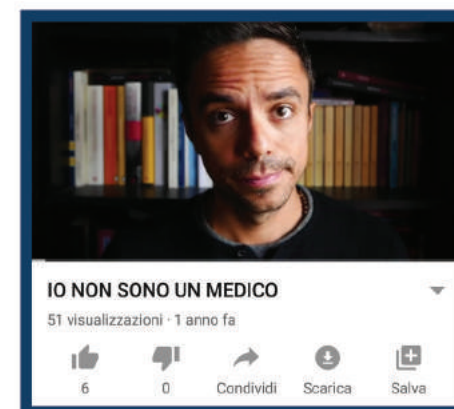 IO NON SONO UN MEDICO
51 visualizzazioni · 1 anno fa
6 0 Condividi Scarica Salva